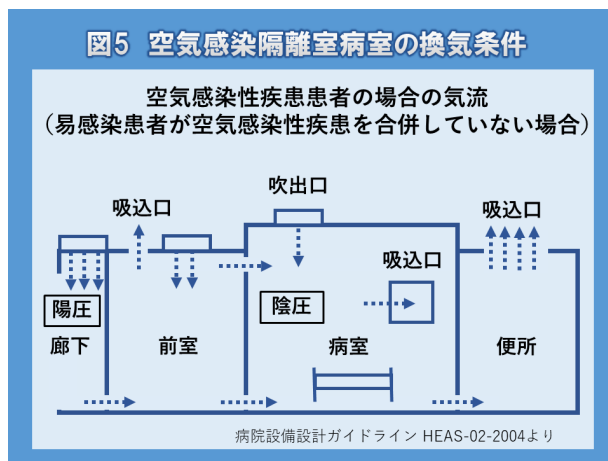 図5 空気感染隔離室病室の換気条件
空気感染性疾患患者の場合の気流
(易感染患者が空気感染性疾患を合併していない場合)
吹出口
吸込口
吸込口
吸込口
陽圧
陰圧
廊下
前室
病室
便所
病院設備設計ガイドライン HEAS-02-2004より